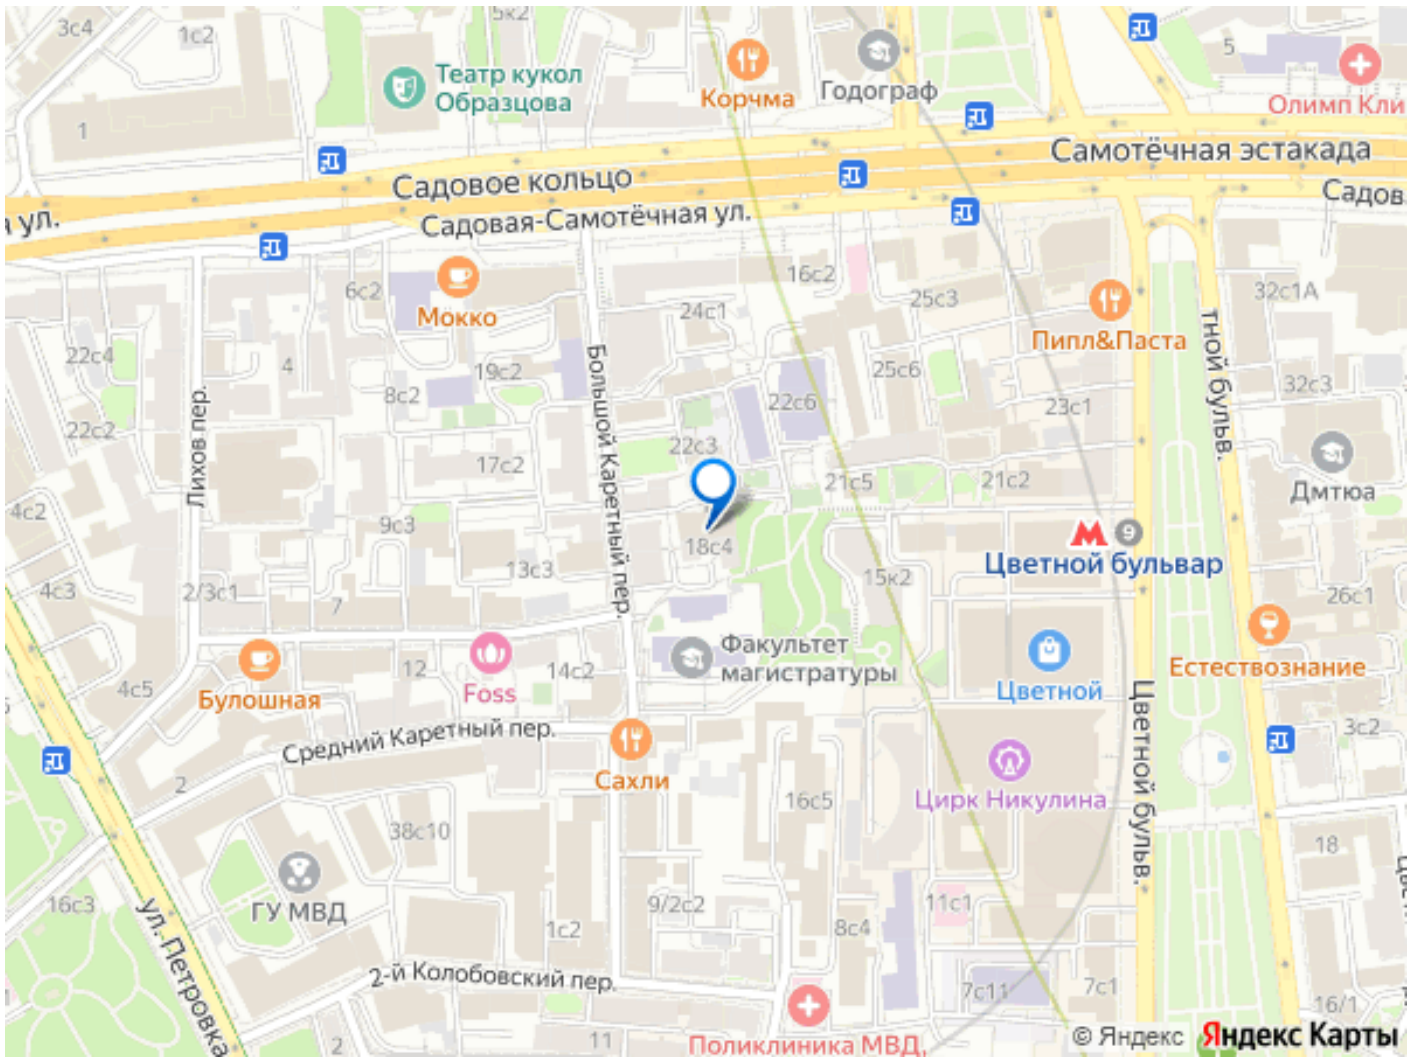 3с4
1с2
5к2
Театр кукол
Образцова
Корчма
Годограф
5
Олимп Кли
1
Самотёчная эстакада
Садовое кольцо
Садов
а ул.
Садовая-Самотёчная ул.
6с2
Мокко
16с2
25с3
24с1
32с1А
Пипл&Паста
22с4
4
19с2
8с2
25с6
32с3
22с6
23с1
тной бульв.
Лихов пер.
Большой Каретный пер.
22с2
22с3
17с2
21с5
21с2
Дмтюа
4с2
9с3
18с4
9
Цветной бульвар
13с3
15к2
4с3
2/3с1
7
26с1
Факультет
магистратуры
Естествознание
12
14с2
4с5
Булошная
Foss
Цветной
Цветной бульв.
Средний Каретный пер.
3с2
2
Сахли
Цирк Никулина
16с5
38с10
18
16с3
ГУ МВД
9/2с2
11с1
8с4
1с2
ул. Петровка
2-й Колобовский пер.
7с11
7с1
16/1
2
11
Поликлиника МВД,
© Яндекс Яндекс Карты